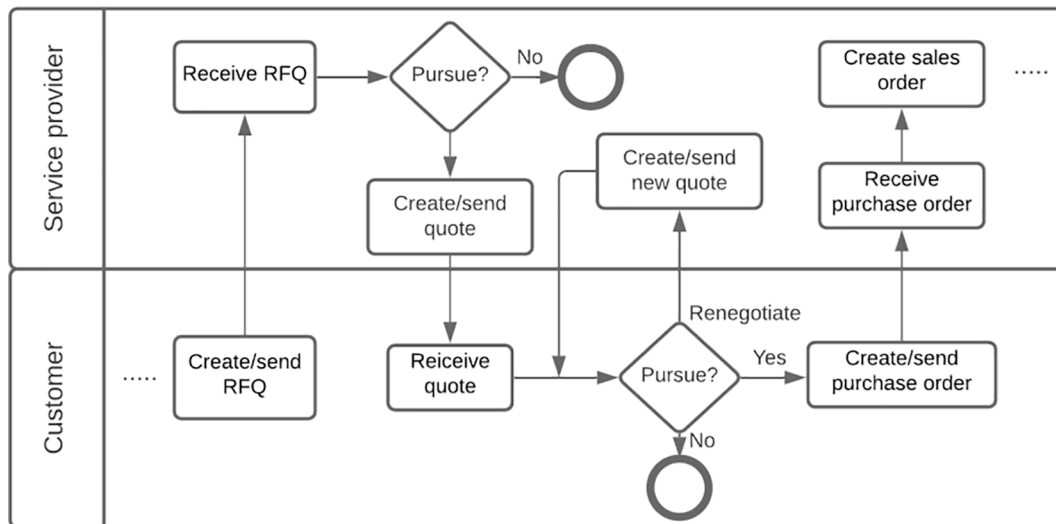 Service provider
Receive RFQ
Pursue?
No
Create/send
quote
Create/send
new quote
Create sales
order
.....
Receive
purchase order
Customer
.....
Create/send
RFQ
Reiceive
quote
Renegotiate
Pursue?
Yes
No
Create/send
purchase order